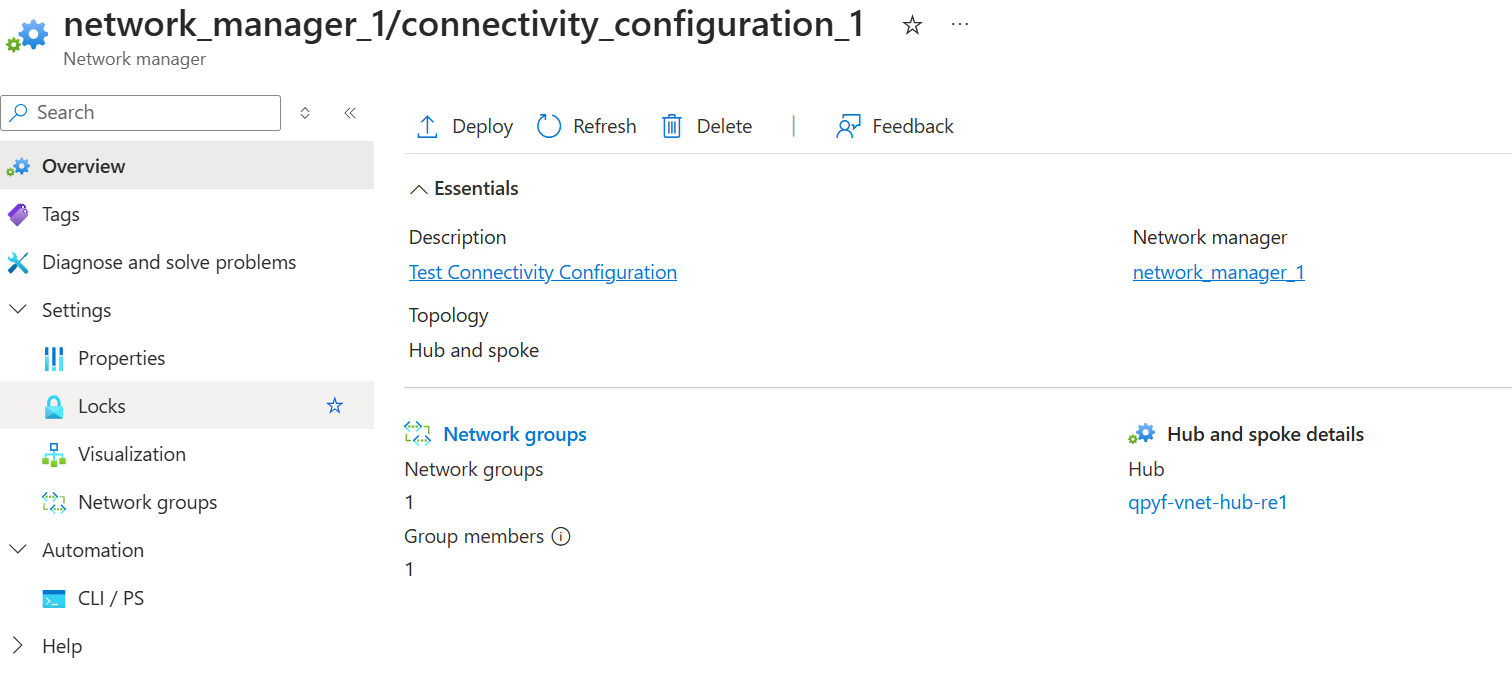 network_manager_1/connectivity_configuration_1
Network manager
Search
Overview
Tags
Diagnose and solve problems
Settings
Properties
Locks
Visualization
Network groups
Automation
CLI / PS
Help
Deploy Refresh Delete | Feedback
Essentials
Description
Test Connectivity Configuration
Topology
Hub and spoke
Network manager
network_manager_1
Network groups
Network groups
1
Group members
1
Hub and spoke details
Hub
qpyf-vnet-hub-re1